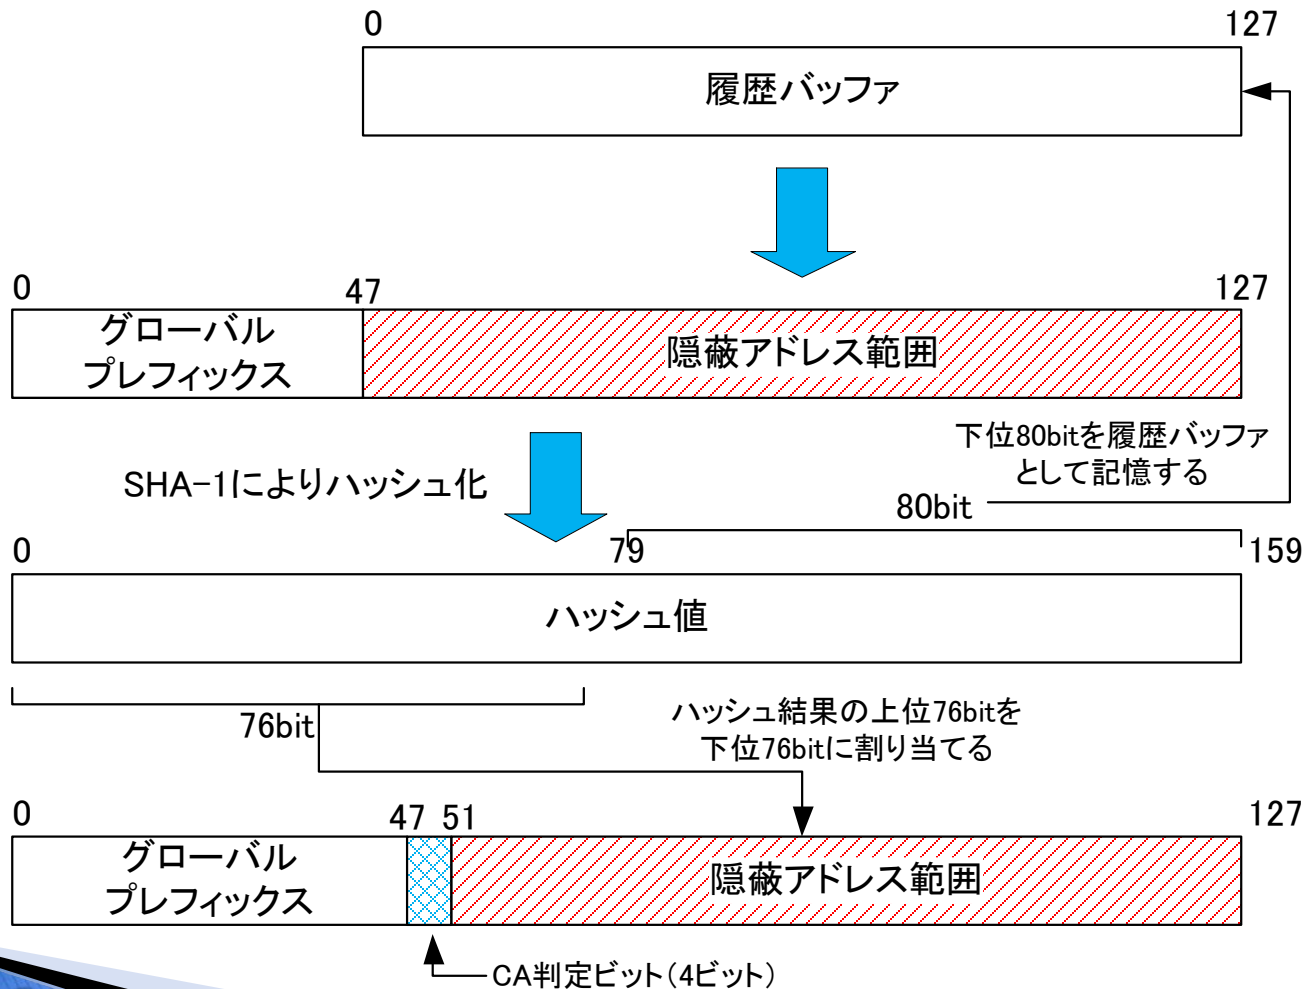 0 127
履歴バッファ
0 47 127
グローバル
プレフィックス
隠蔽アドレス範囲
下位80bitを履歴バッファ
として記憶する
SHA-1によりハッシュ化
80bit
0 79 159
ハッシュ値
76bit
ハッシュ結果の上位76bitを
下位76bitに割り当てる
0 47 51 127
グローバル
プレフィックス
隠蔽アドレス範囲
CA判定ビット（4ビット）